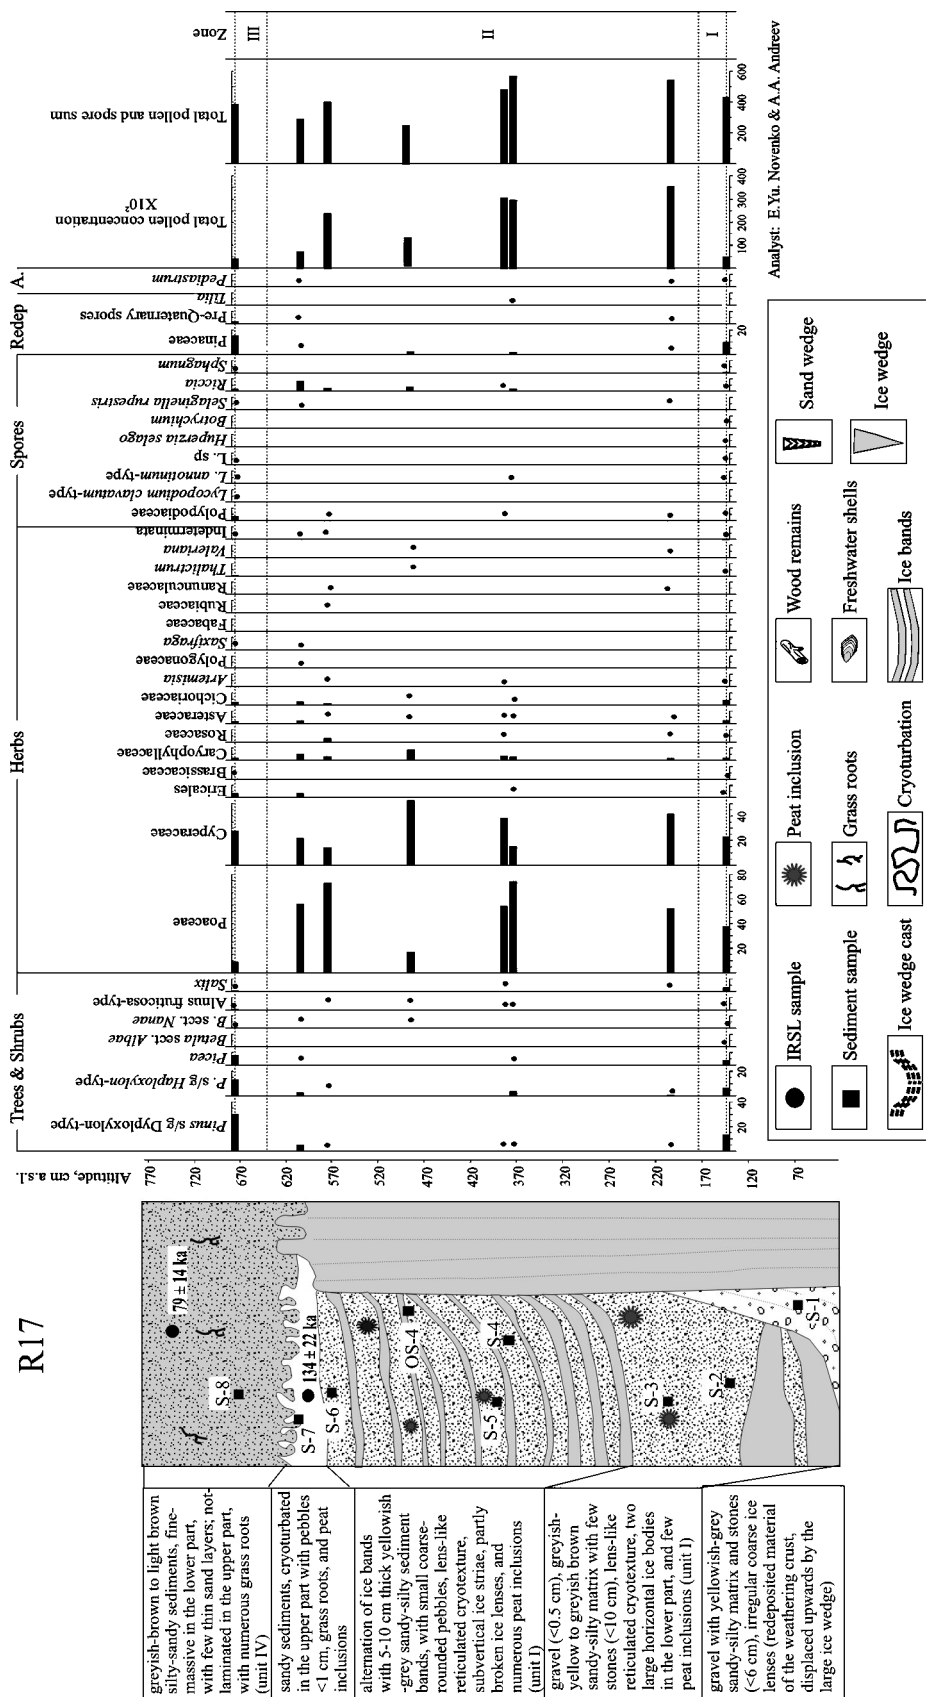 R17
greyish-brown to light brown
silty-sandy sediments, fine-
massive in the lower part,
with few thin sand layers; not-
laminated in the upper part,
with numerous grass roots
(unit IV)
sandy sediments, cryoturbated
in the upper part with pebbles
<1 cm, grass roots, and peat
inclusions
alternation of ice bands
with 5-10 cm thick yellowish
-grey sandy-silty sediment
bands, with small coarse-
rounded pebbles, lens-like
reticulated cryotexture,
subvertical ice striae, partly
broken ice lenses, and
numerous peat inclusions
(unit I)
gravel (<0.5 cm), greyish-
yellow to greyish brown
sandy-silty matrix with few
stones (<10 cm), lens-like
reticulated cryotexture, two
large horizontal ice bodies
in the lower part, and few
peat inclusions (unit I)
gravel with yellowish-grey
sandy-silty matrix and stones
(<6 cm), irregular coarse ice
lenses (redeposited material
of the weathering crust,
displaced upwards by the
large ice wedge)
79 ± 14 ka
S-8
134 ± 22 ka
S-7
S-6
OS-4
S-4
S-5
S-3
S-2
<S-1
Altitude, cm a.s.l.
770
720
670
620
570
520
470
420
370
320
270
220
170
120
70
Trees & Shrubs
Herbs
Spores
Redep
A.
Pinus s/g Dyploxylon-type
P. s/g Haploxylon-type
Picea
Betula sect. Albae
B. sect. Nanae
Alnus fruticosa-type
Salix
Poaceae
Cyperaceae
Ericales
Brassicaceae
Caryophyllaceae
Rosaceae
Asteraceae
Cichoriaceae
Artemisia
Polygonaceae
Saxifraga
Fabaceae
Rubiaceae
Ranunculaceae
Thalictrum
Valeriana
Indeterminata
Polypodiaceae
Lycopodium clavatum-type
L. annotinum-type
L. sp
Huperzia selago
Botrychium
Selaginella rupestris
Riccia
Sphagnum
Pinaceae
Pre-Quaternary spores
Tilia
Pediastrum
Total pollen concentration
X10²
Total pollen and spore sum
Zone
III
II
I
20 40
20
20 40 60 80
20 40
20
100 200 300 400
200 400 600
Analyst: E.Yu. Novenko & A.A. Andreev
IRSL sample
Peat inclusion
Wood remains
Sand wedge
Sediment sample
Grass roots
Freshwater shells
Ice wedge
Ice wedge cast
Cryoturbation
Ice bands